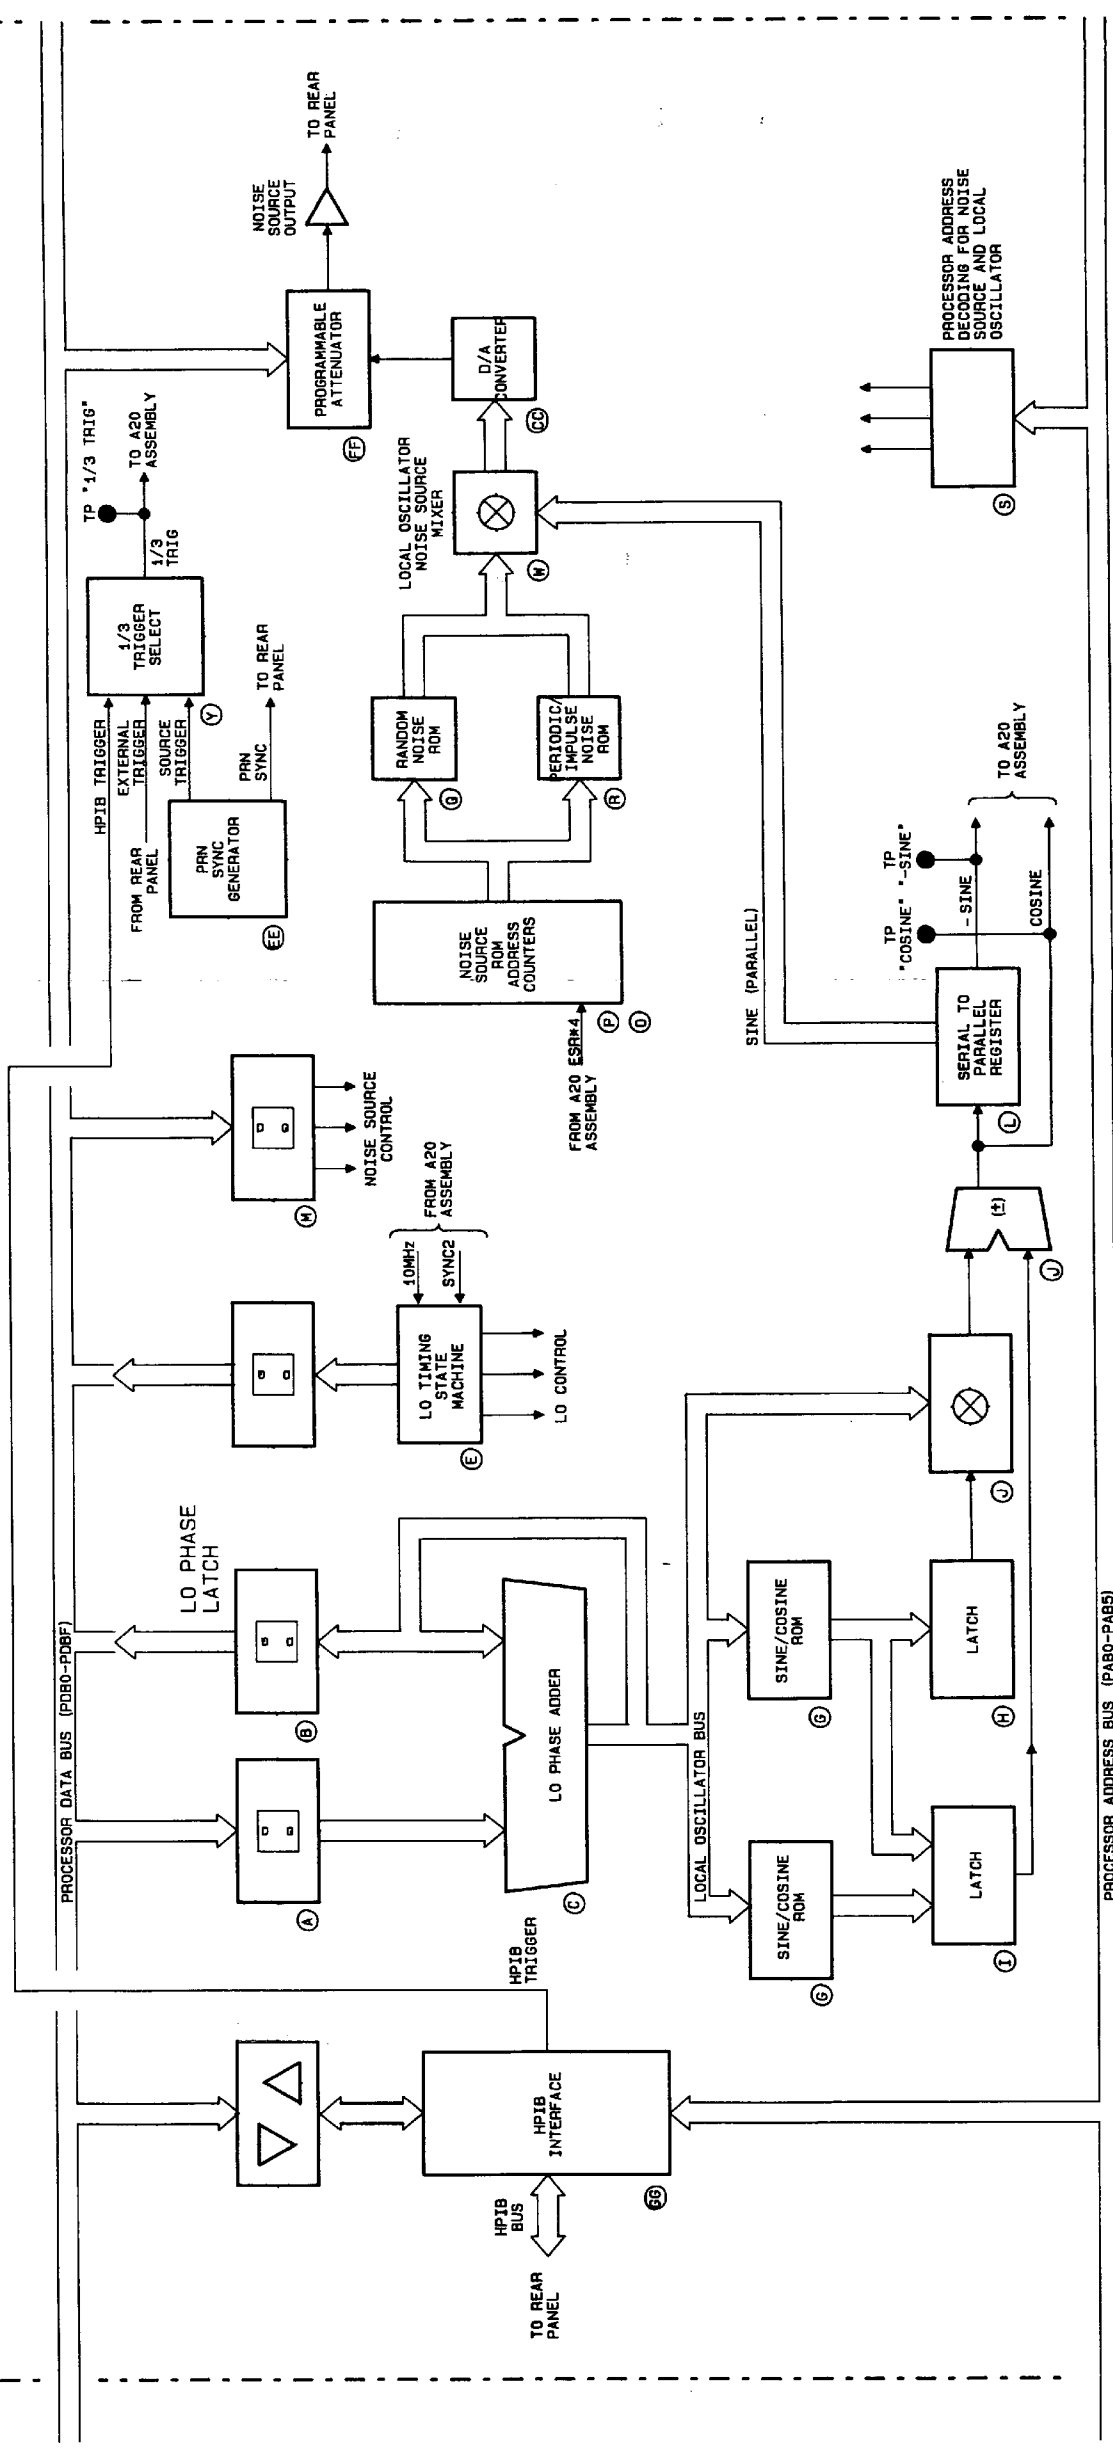 PROCESSOR DATA BUS (PDB0-PDBF)
TO REAR
PANEL
HPIB
BUS
HPIB
INTERFACE
GG
HPIB
TRIGGER
A
LO PHASE
LATCH
B
LO PHASE ADDER
C
LOCAL OSCILLATOR BUS
SINE/COSINE
ROM
G
SINE/COSINE
ROM
G
LATCH
I
LATCH
H
J
(±)
J
LO TIMING
STATE
MACHINE
E
10MHz
SYNC2
FROM A20
ASSEMBLY
LO CONTROL
M
NOISE SOURCE
CONTROL
SERIAL TO
PARALLEL
REGISTER
L
SINE (PARALLEL)
TP
"COSINE"
TP
"-SINE"
-SINE
COSINE
TO A20
ASSEMBLY
FROM A20
ASSEMBLY
ESR*4
NOISE
SOURCE
ROM
ADDRESS
COUNTERS
P
O
RANDOM
NOISE
ROM
Q
PERIODIC/
IMPULSE
NOISE
ROM
R
LOCAL OSCILLATOR
NOISE SOURCE
MIXER
W
D/A
CONVERTER
CC
PROGRAMMABLE
ATTENUATOR
FF
NOISE
SOURCE
OUTPUT
TO REAR
PANEL
HPIB TRIGGER
EXTERNAL
TRIGGER
FROM REAR
PANEL
SOURCE
TRIGGER
PRN
SYNC
GENERATOR
EE
PRN
SYNC
TO REAR
PANEL
1/3
TRIGGER
SELECT
Y
1/3
TRIG
TP "1/3 TRIG"
TO A20
ASSEMBLY
S
PROCESSOR ADDRESS
DECODING FOR NOISE
SOURCE AND LOCAL
OSCILLATOR
PROCESSOR ADDRESS BUS (PAB0-PAB5)